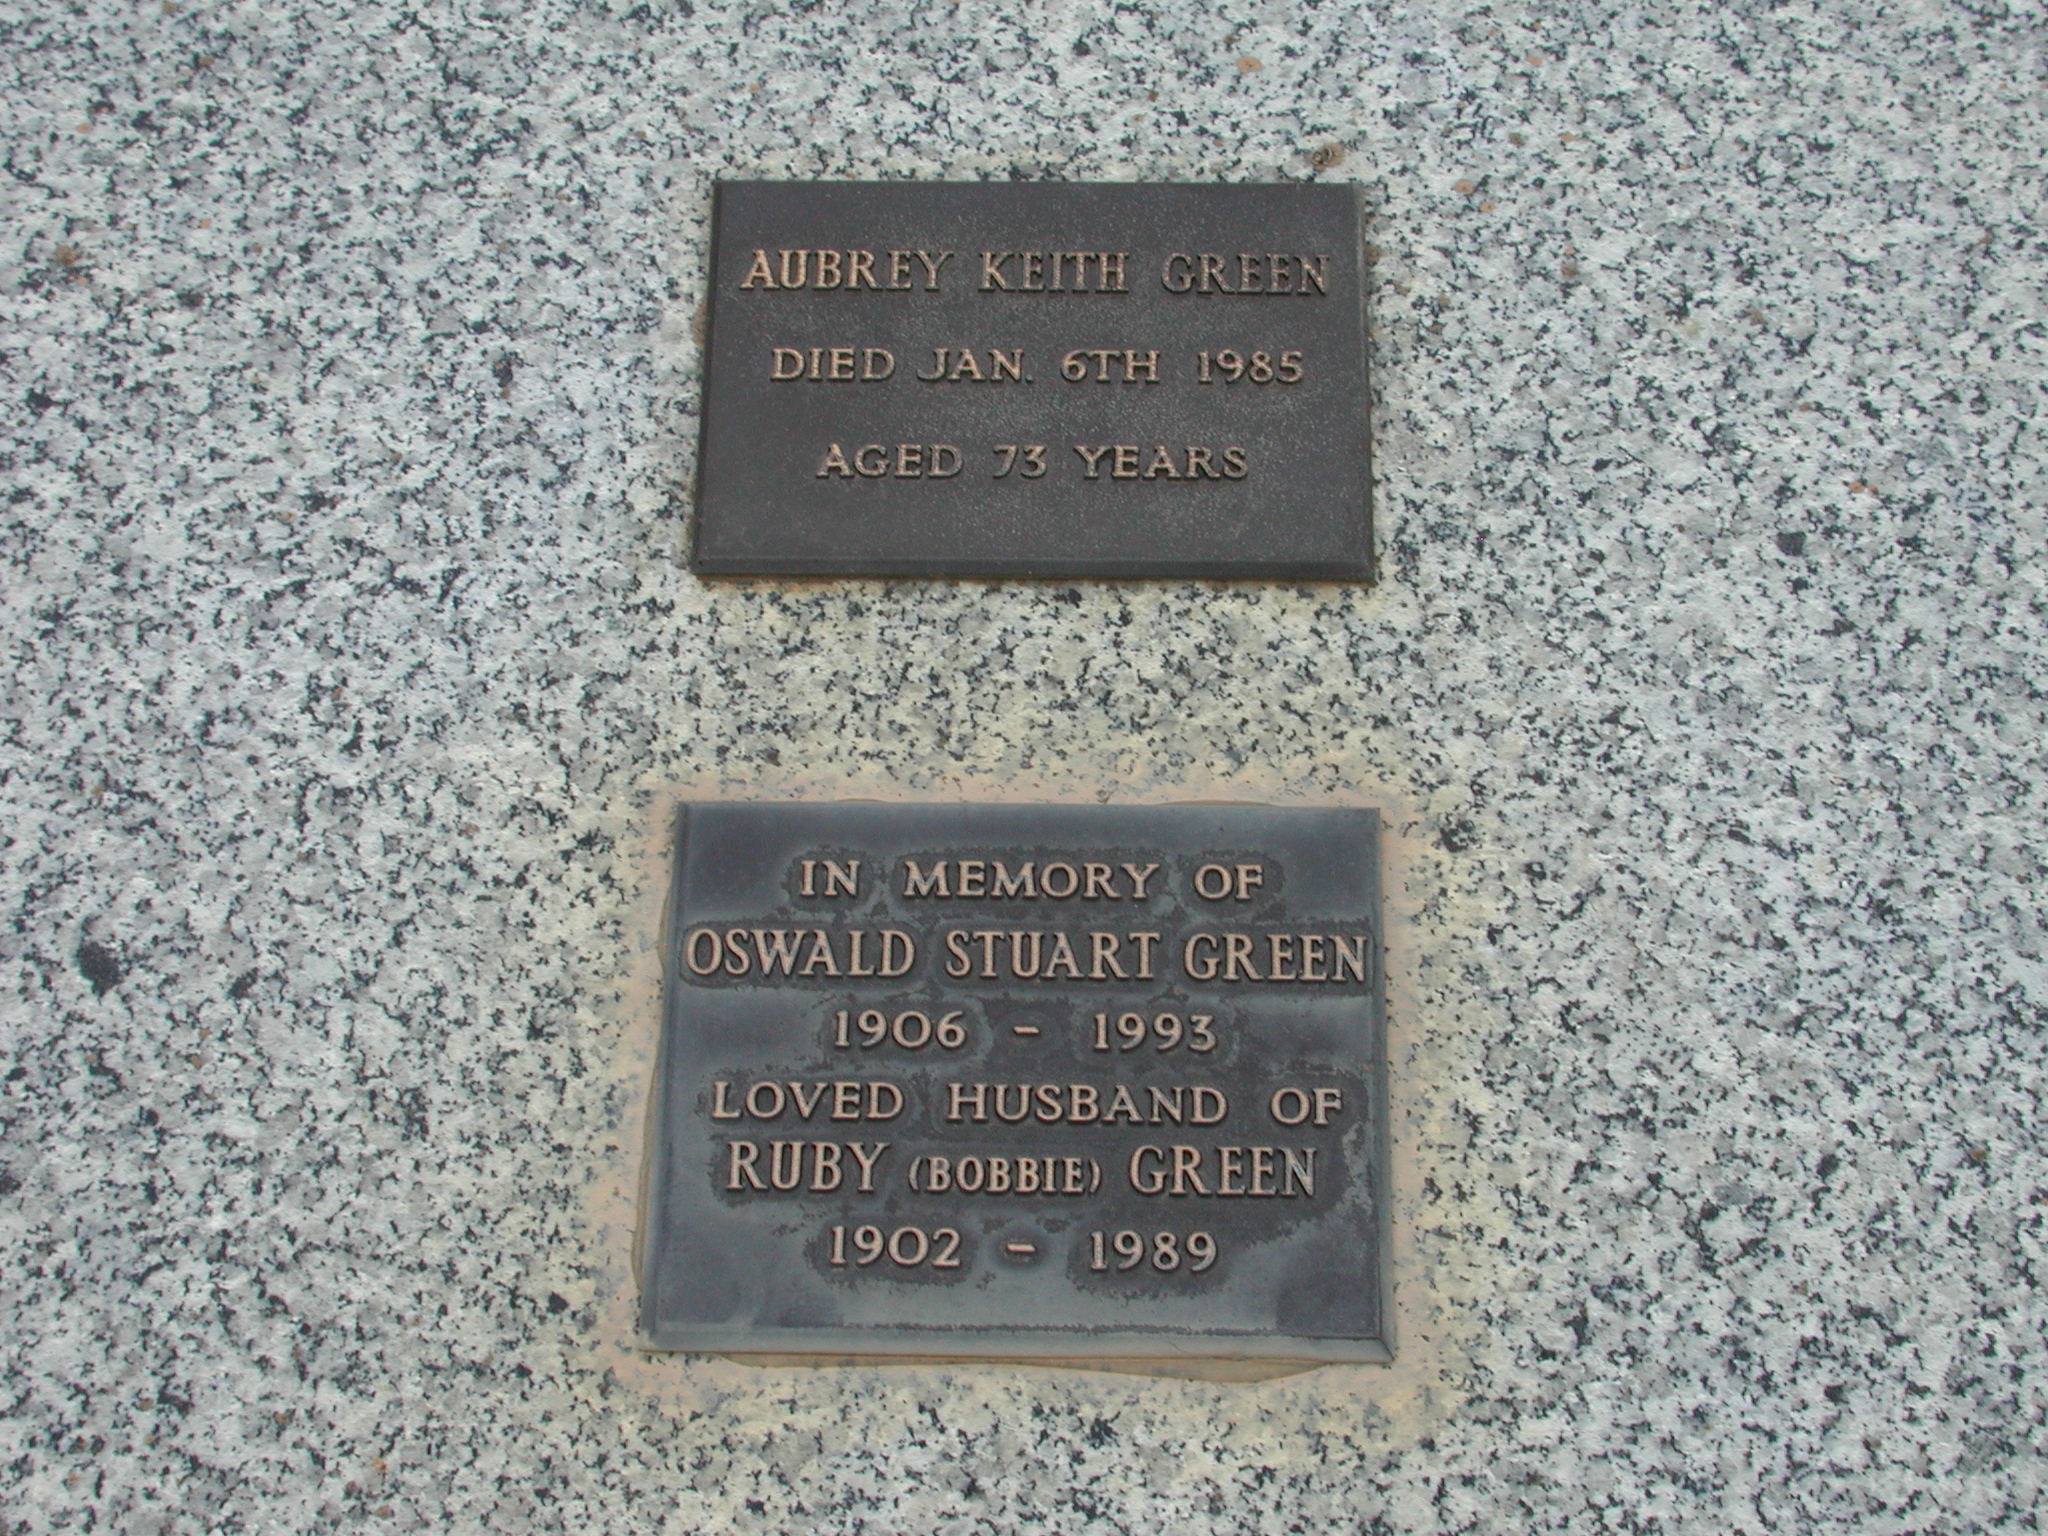 AUBREY KEITH GREEN
DIED JAN. 6TH 1985
AGED 73 YEARS
IN MEMORY OF
OSWALD STUART GREEN
1906 - 1993
LOVED HUSBAND OF
RUBY (BOBBIE) GREEN
1902 - 1989